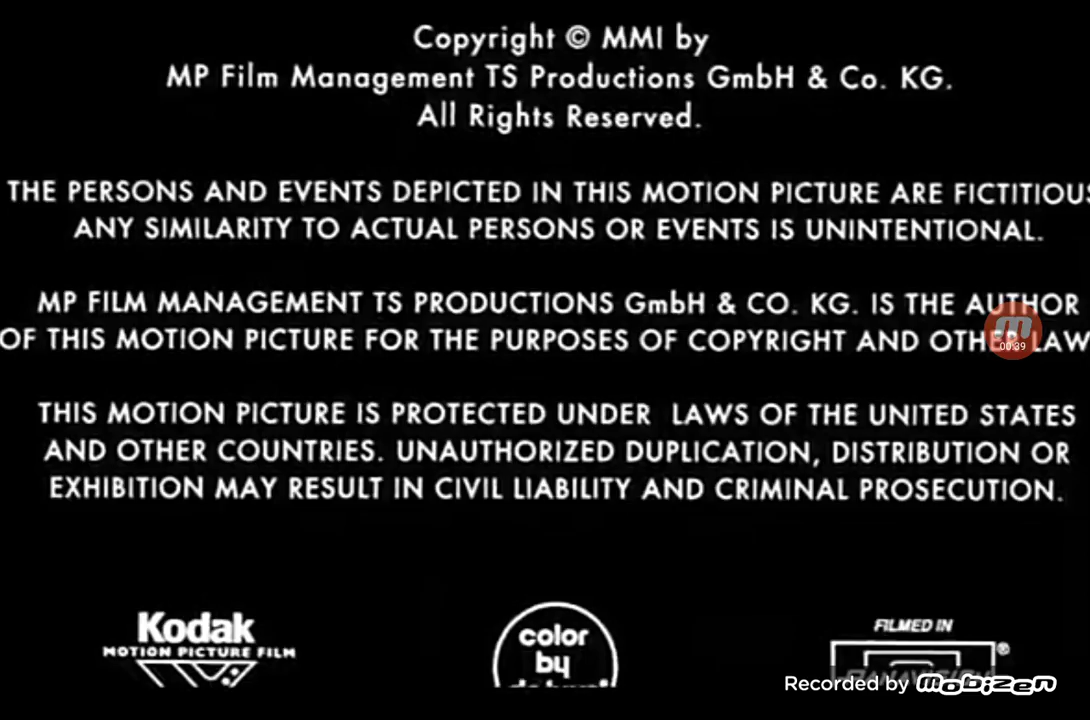 Copyright © MMI by
MP Film Management TS Productions GmbH & Co. KG.
All Rights Reserved.
THE PERSONS AND EVENTS DEPICTED IN THIS MOTION PICTURE ARE FICTITIOUS
ANY SIMILARITY TO ACTUAL PERSONS OR EVENTS IS UNINTENTIONAL.
MP FILM MANAGEMENT TS PRODUCTIONS GmbH & CO. KG. IS THE AUTHOR
OF THIS MOTION PICTURE FOR THE PURPOSES OF COPYRIGHT AND OTHER LAW
00:39
THIS MOTION PICTURE IS PROTECTED UNDER LAWS OF THE UNITED STATES
AND OTHER COUNTRIES. UNAUTHORIZED DUPLICATION, DISTRIBUTION OR
EXHIBITION MAY RESULT IN CIVIL LIABILITY AND CRIMINAL PROSECUTION.
Kodak
MOTION PICTURE FILM
color
by
FILMED IN
®
Recorded by Mobizen